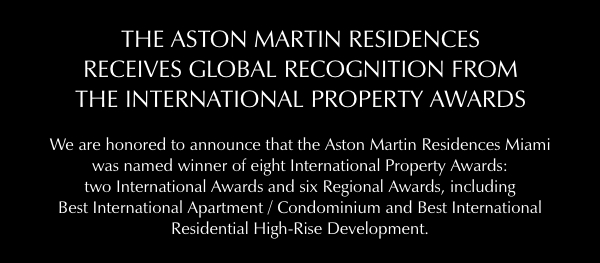 THE ASTON MARTIN RESIDENCES
RECEIVES GLOBAL RECOGNITION FROM
THE INTERNATIONAL PROPERTY AWARDS
We are honored to announce that the Aston Martin Residences Miami
was named winner of eight International Property Awards:
two International Awards and six Regional Awards, including
Best International Apartment / Condominium and Best International
Residential High-Rise Development.